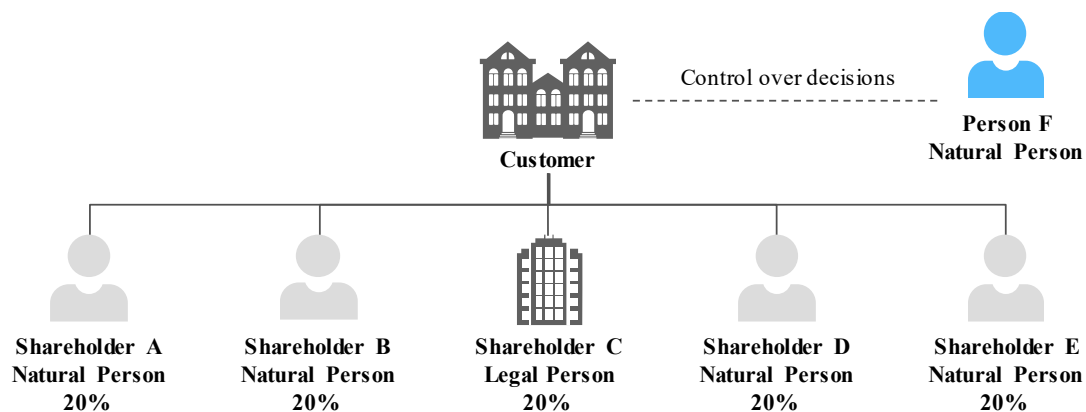 Control over decisions
Person F
Natural Person
Customer
Shareholder A
Natural Person
20%
Shareholder B
Natural Person
20%
Shareholder C
Legal Person
20%
Shareholder D
Natural Person
20%
Shareholder E
Natural Person
20%